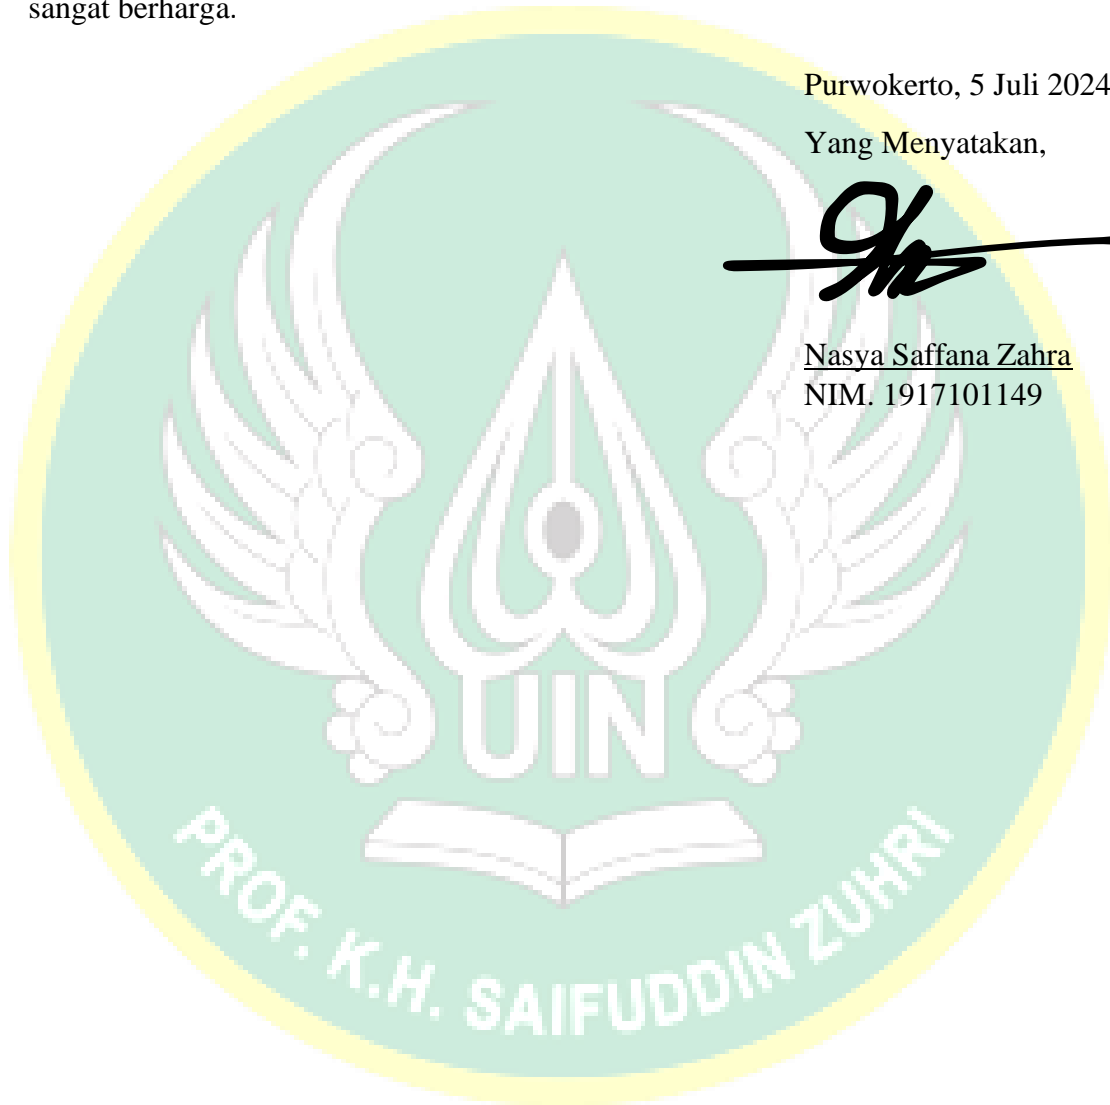 sangat berharga.
Purwokerto, 5 Juli 2024
Yang Menyatakan,
Nasya Saffana Zahra
NIM. 1917101149
UIN
PROF. K.H. SAIFUDDIN ZUHRI